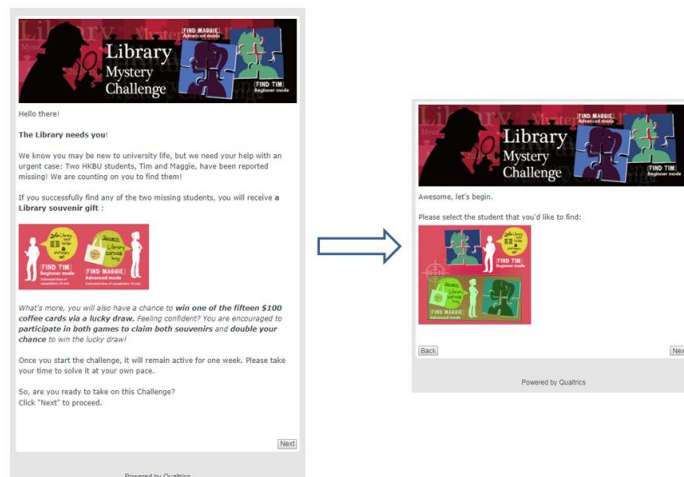 Library
Mystery
Challenge
[FIND MAGGIE]
Advanced mode
[FIND TIM]
Beginner mode
Hello there!
The Library needs you!
We know you may be new to university life, but we need your help with an
urgent case: Two HKBU students, Tim and Maggie, have been reported
missing! We are counting on you to find them!
If you successfully find any of the two missing students, you will receive a
Library souvenir gift :
[FIND TIM]
Beginner mode
[FIND MAGGIE]
Advanced mode
What's more, you will also have a chance to win one of the fifteen $100
coffee cards via a lucky draw. Feeling confident? You are encouraged to
participate in both games to claim both souvenirs and double your
chance to win the lucky draw!
Once you start the challenge, it will remain active for one week. Please take
your time to solve it at your own pace.
So, are you ready to take on this Challenge?
Click "Next" to proceed.
Next
Powered by Qualtrics
Library
Mystery
Challenge
[FIND MAGGIE]
Advanced mode
[FIND TIM]
Beginner mode
Awesome, let's begin.
Please select the student that you'd like to find:
[FIND TIM]
Beginner mode
[FIND MAGGIE]
Advanced mode
Back
Nex
Powered by Qualtrics